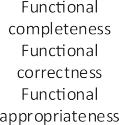 Functional
completeness
Functional
correctness
Functional
appropriateness